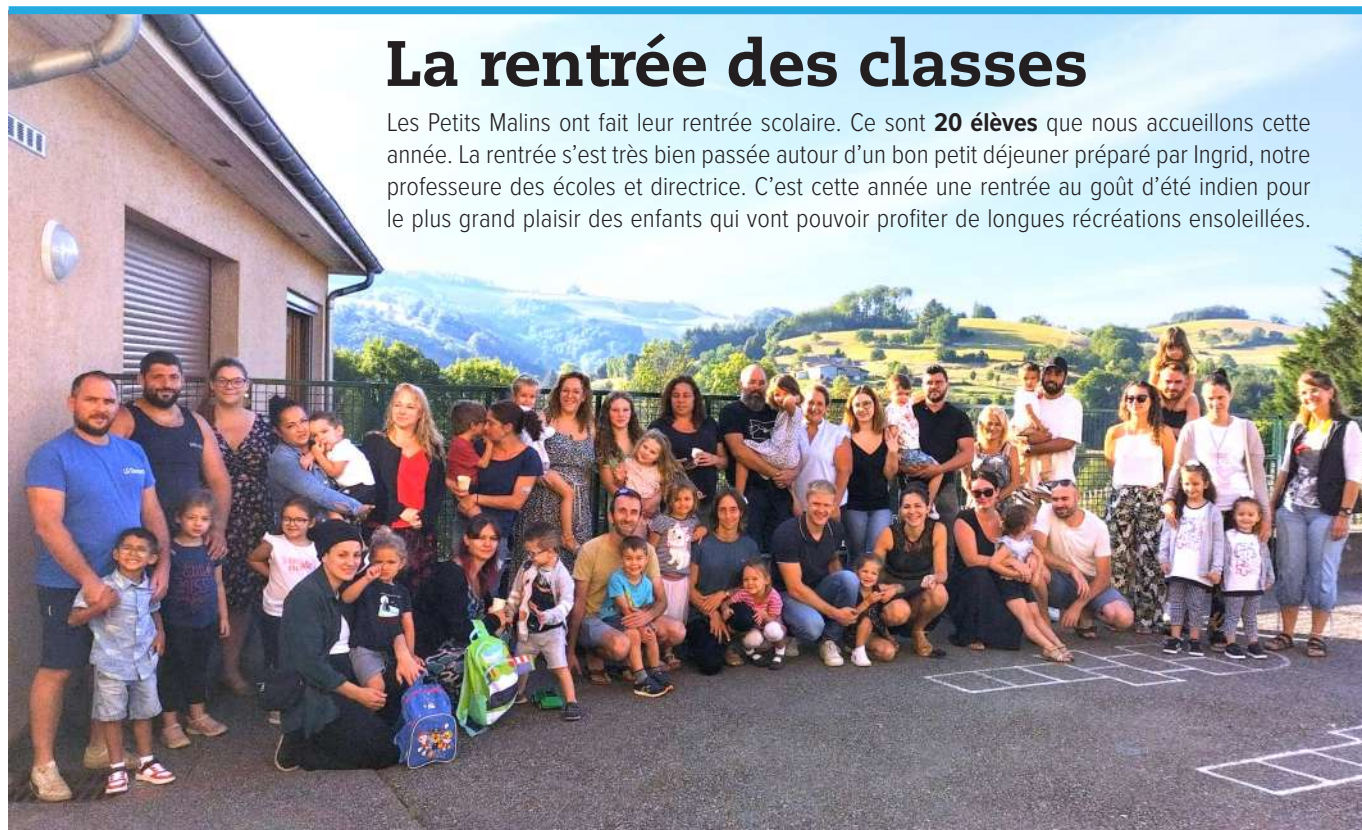 La rentrée des classes
Les Petits Malins ont fait leur rentrée scolaire. Ce sont 20 élèves que nous accueillons cette
année. La rentrée s’est très bien passée autour d’un bon petit déjeuner préparé par Ingrid, notre
professeure des écoles et directrice. C’est cette année une rentrée au goût d’été indien pour
le plus grand plaisir des enfants qui vont pouvoir profiter de longues récréations ensoleillées.